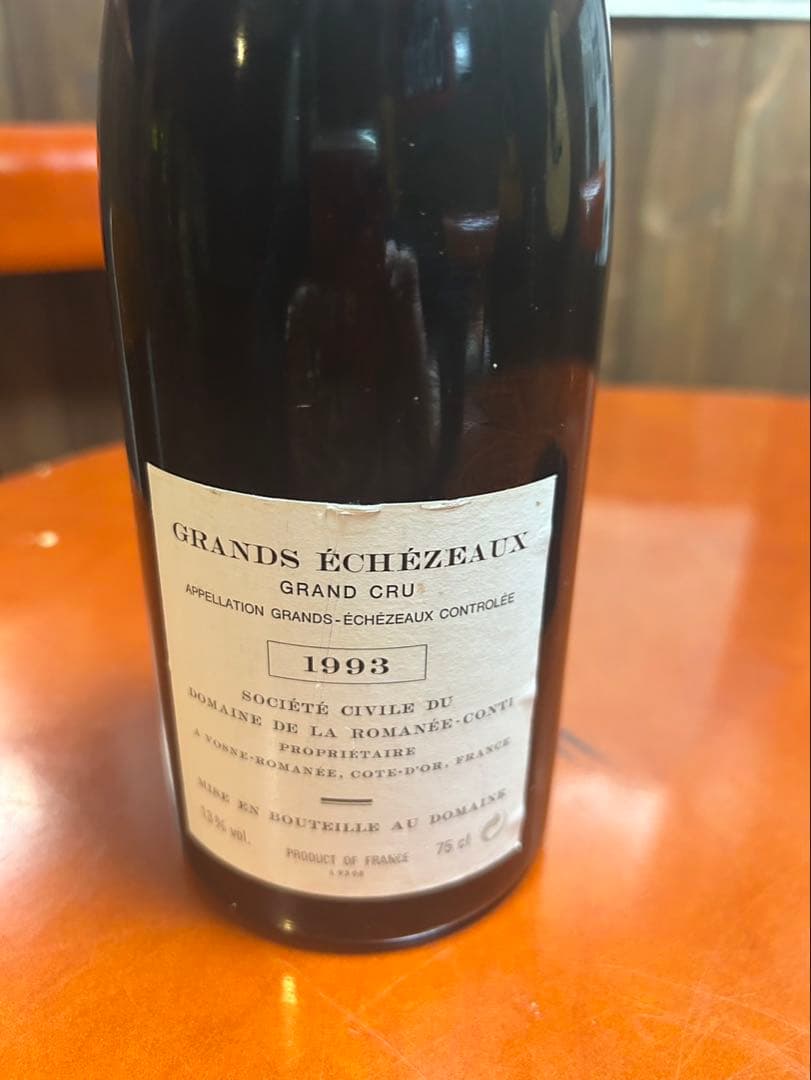 GRANDS ÉCHÉZEAUX
GRAND CRU
APPELLATION GRANDS-ÉCHÉZEAUX CONTROLÉE
1993
SOCIÉTÉ CIVILE DU
DOMAINE DE LA ROMANÉE-CONTI
PROPRIÉTAIRE
A VOSNE-ROMANÉE, COTE-D'OR, FRANCE
MISE EN BOUTEILLE AU DOMAINE
13% vol.
PRODUCT OF FRANCE
75 cl